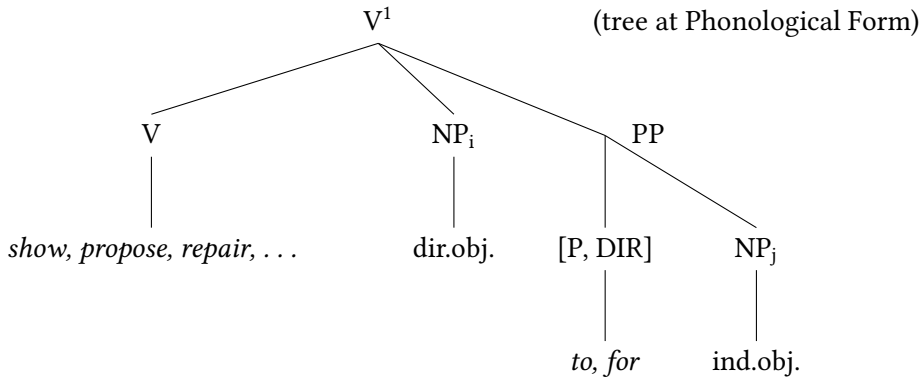 V¹ (tree at Phonological Form)
V NPᵢ PP
show, propose, repair, . . . dir.obj. [P, DIR] NPⱼ
to, for ind.obj.